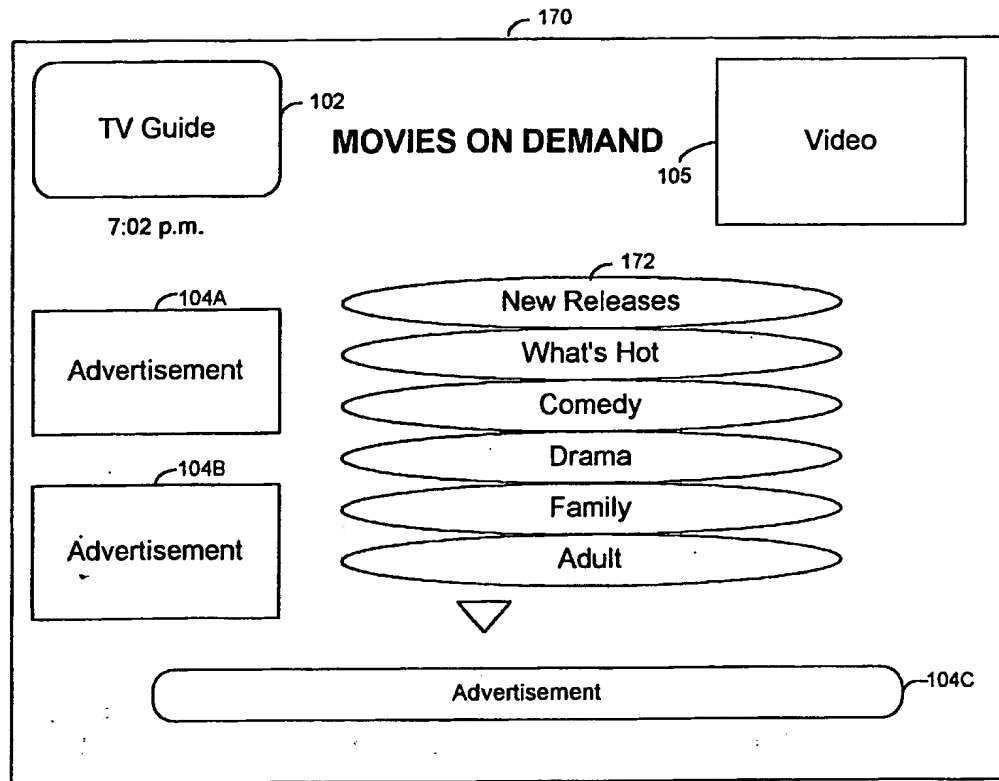 170
TV Guide
102
MOVIES ON DEMAND
105
Video
7:02 p.m.
172
New Releases
104A
Advertisement
What's Hot
Comedy
Drama
104B
Advertisement
Family
Adult
Advertisement
104C